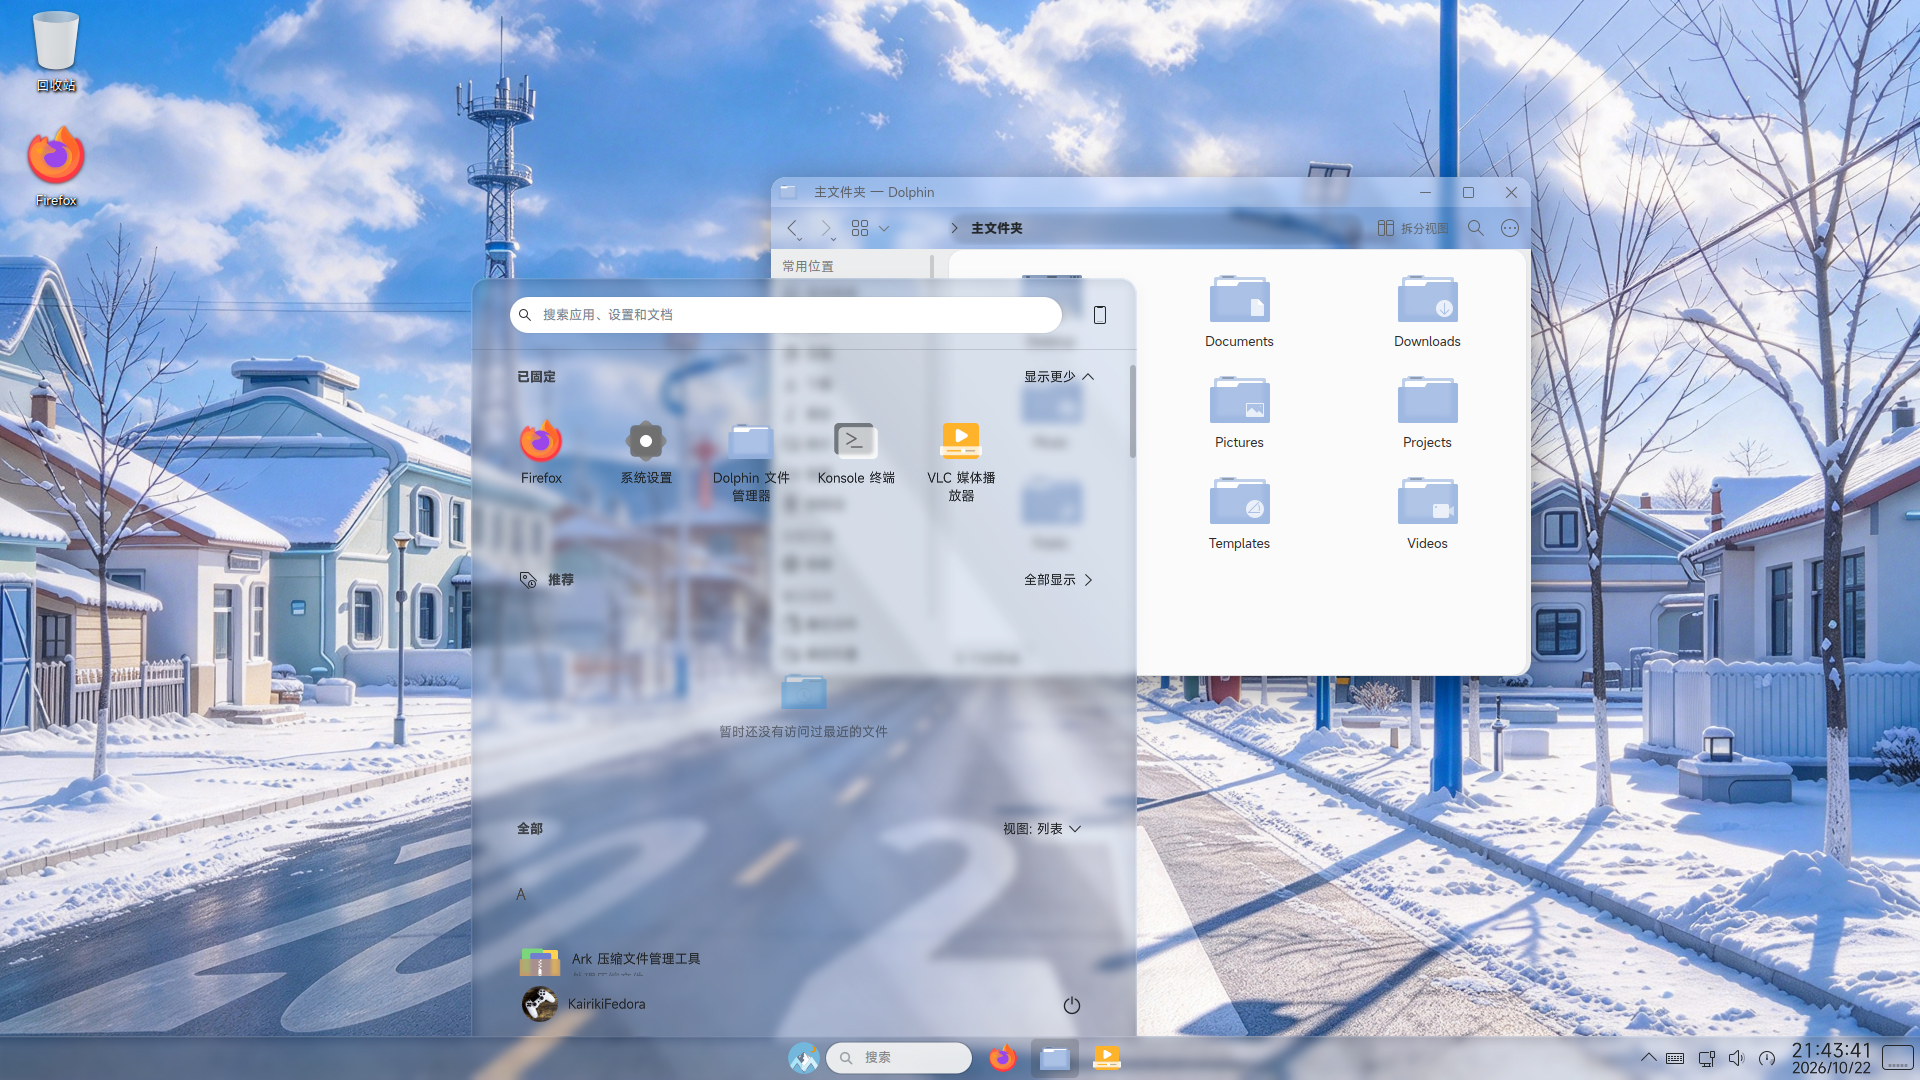 回收站
Firefox
主文件夹 — Dolphin
主文件夹
拆分视图
常用位置
Documents
Downloads
Pictures
Projects
Templates
Videos
搜索应用、设置和文档
已固定
显示更少
Firefox
系统设置
Dolphin 文件
管理器
Konsole 终端
VLC 媒体播
放器
推荐
全部显示
暂时还没有访问过最近的文件
全部
视图: 列表
A
Ark 压缩文件管理工具
KairikiFedora
搜索
21:43:41
2026/10/22